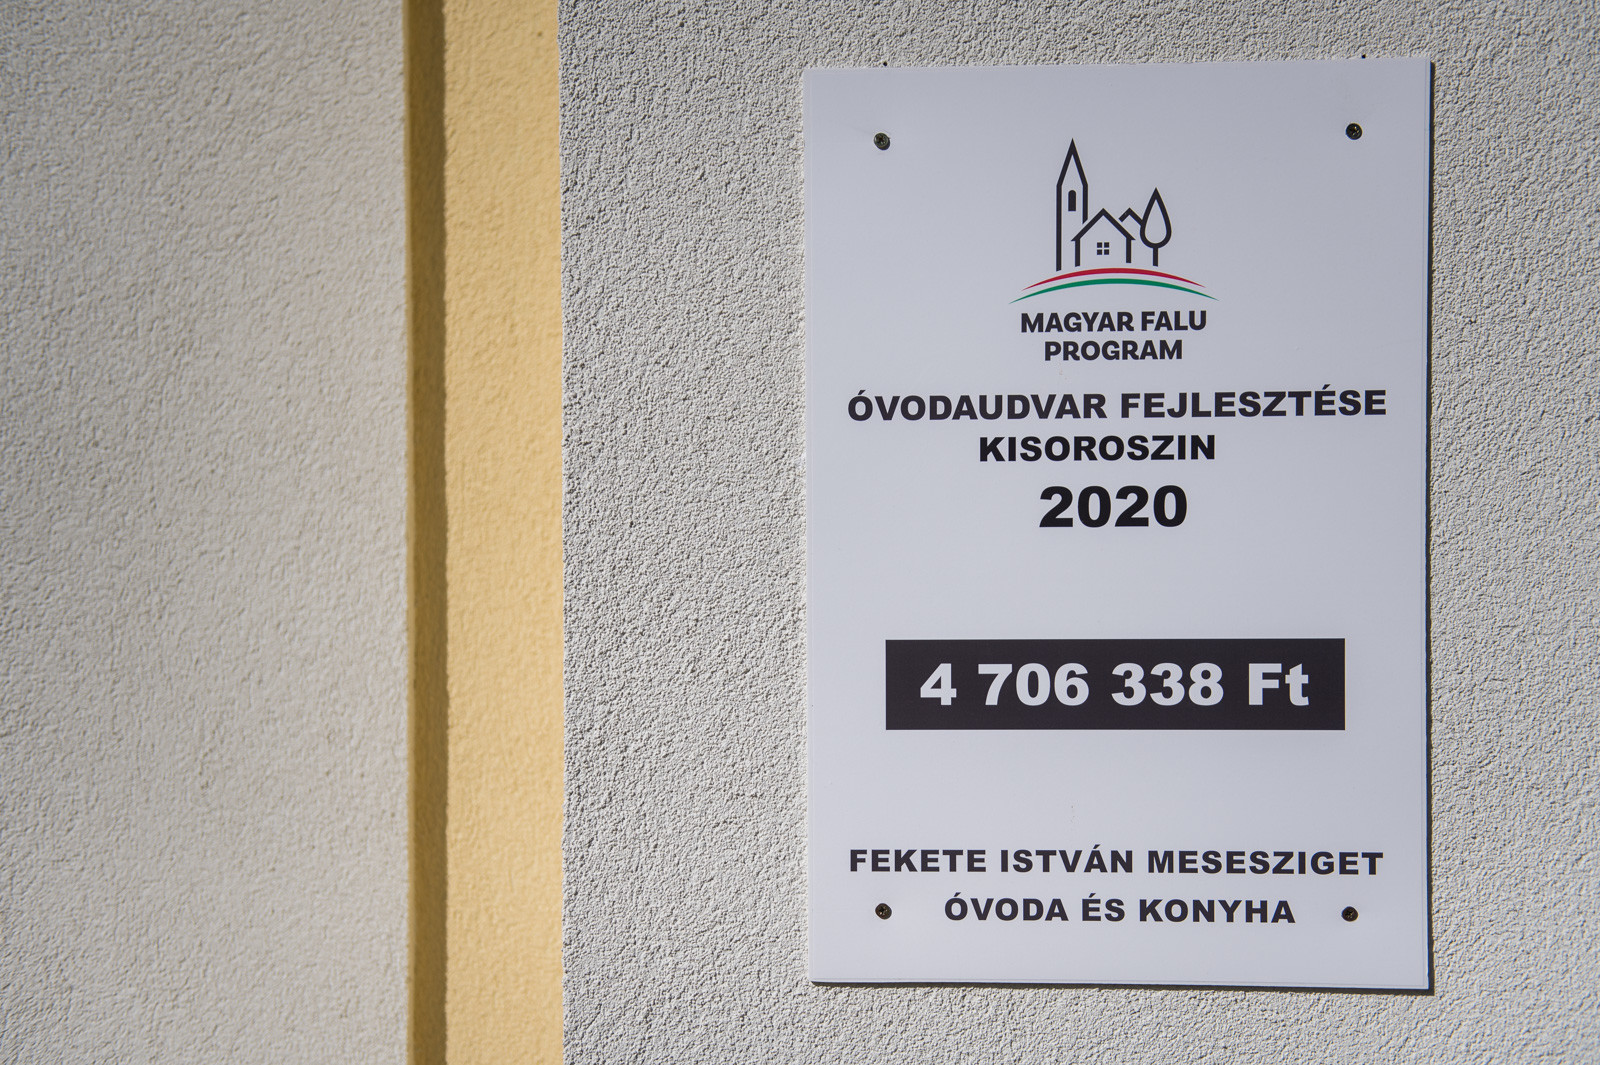 MAGYAR FALU
PROGRAM
ÓVODAUDVAR FEJLESZTÉSE
KISOROSZIN
2020
4 706 338 Ft
FEKETE ISTVÁN MESESZIGET
ÓVODA ÉS KONYHA